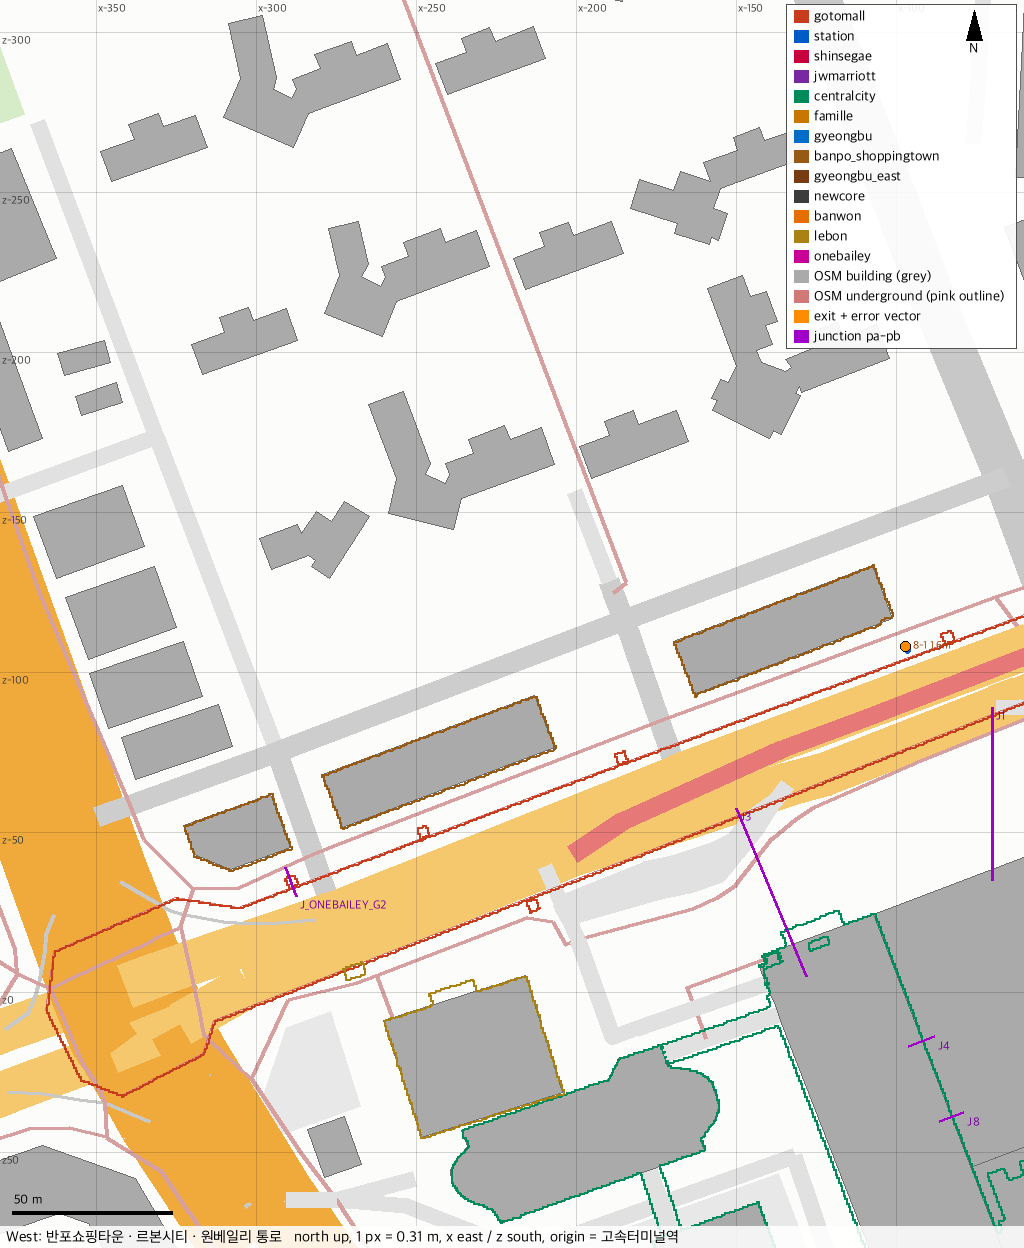 x-350
x-300
x-250
x-200
x-150
x-100
z-300
z-250
z-200
z-150
z-100
z-50
z0
z50
gotomall
station
shinsegae
jwmarriott
centralcity
famille
gyeongbu
banpo_shoppingtown
gyeongbu_east
newcore
banwon
lebon
onebailey
OSM building (grey)
OSM underground (pink outline)
exit + error vector
junction pa-pb
N
J1
J3
J_ONEBAILEY_G2
J4
J8
50 m
West: 반포쇼핑타운 · 르본시티 · 원베일리 통로 north up, 1 px = 0.31 m, x east / z south, origin = 고속터미널역